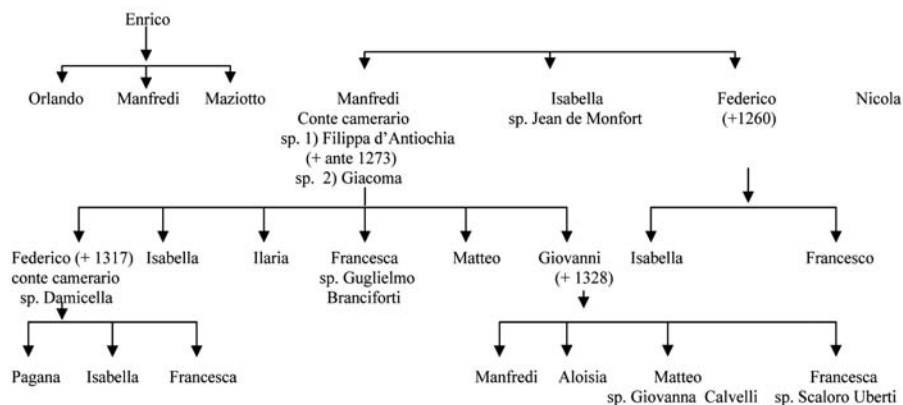 Enrico
Orlando Manfredi Maziotto Manfredi Isabella Federico Nicola
Conte camerario sp. Jean de Monfort (+1260)
sp. 1) Filippa d'Antiochia
(+ ante 1273)
sp. 2) Giacoma
Federico (+ 1317) Isabella Ilaria Francesca Matteo Giovanni Isabella Francesco
conte camerario sp. Guglielmo (+ 1328)
sp. Damicella Branciforti
Pagana Isabella Francesca Manfredi Aloisia Matteo Francesca
sp. Giovanna Calvelli sp. Scaloro Uberti